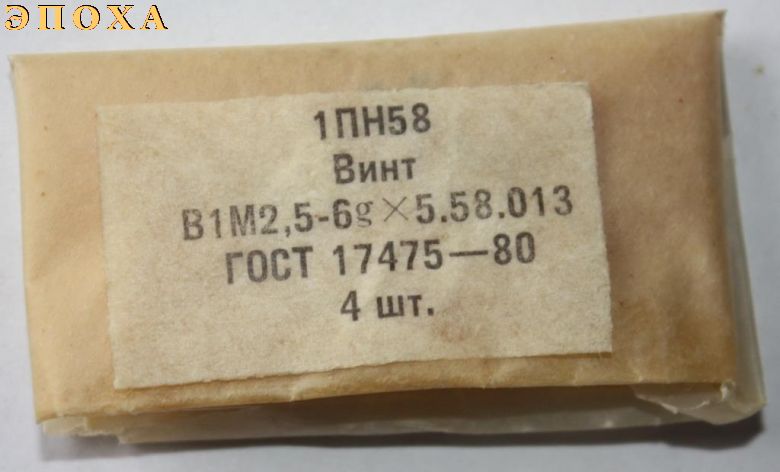 ЭПОХА
1ПН58
Винт
В1М2,5-6g×5.58.013
ГОСТ 17475—80
4 шт.